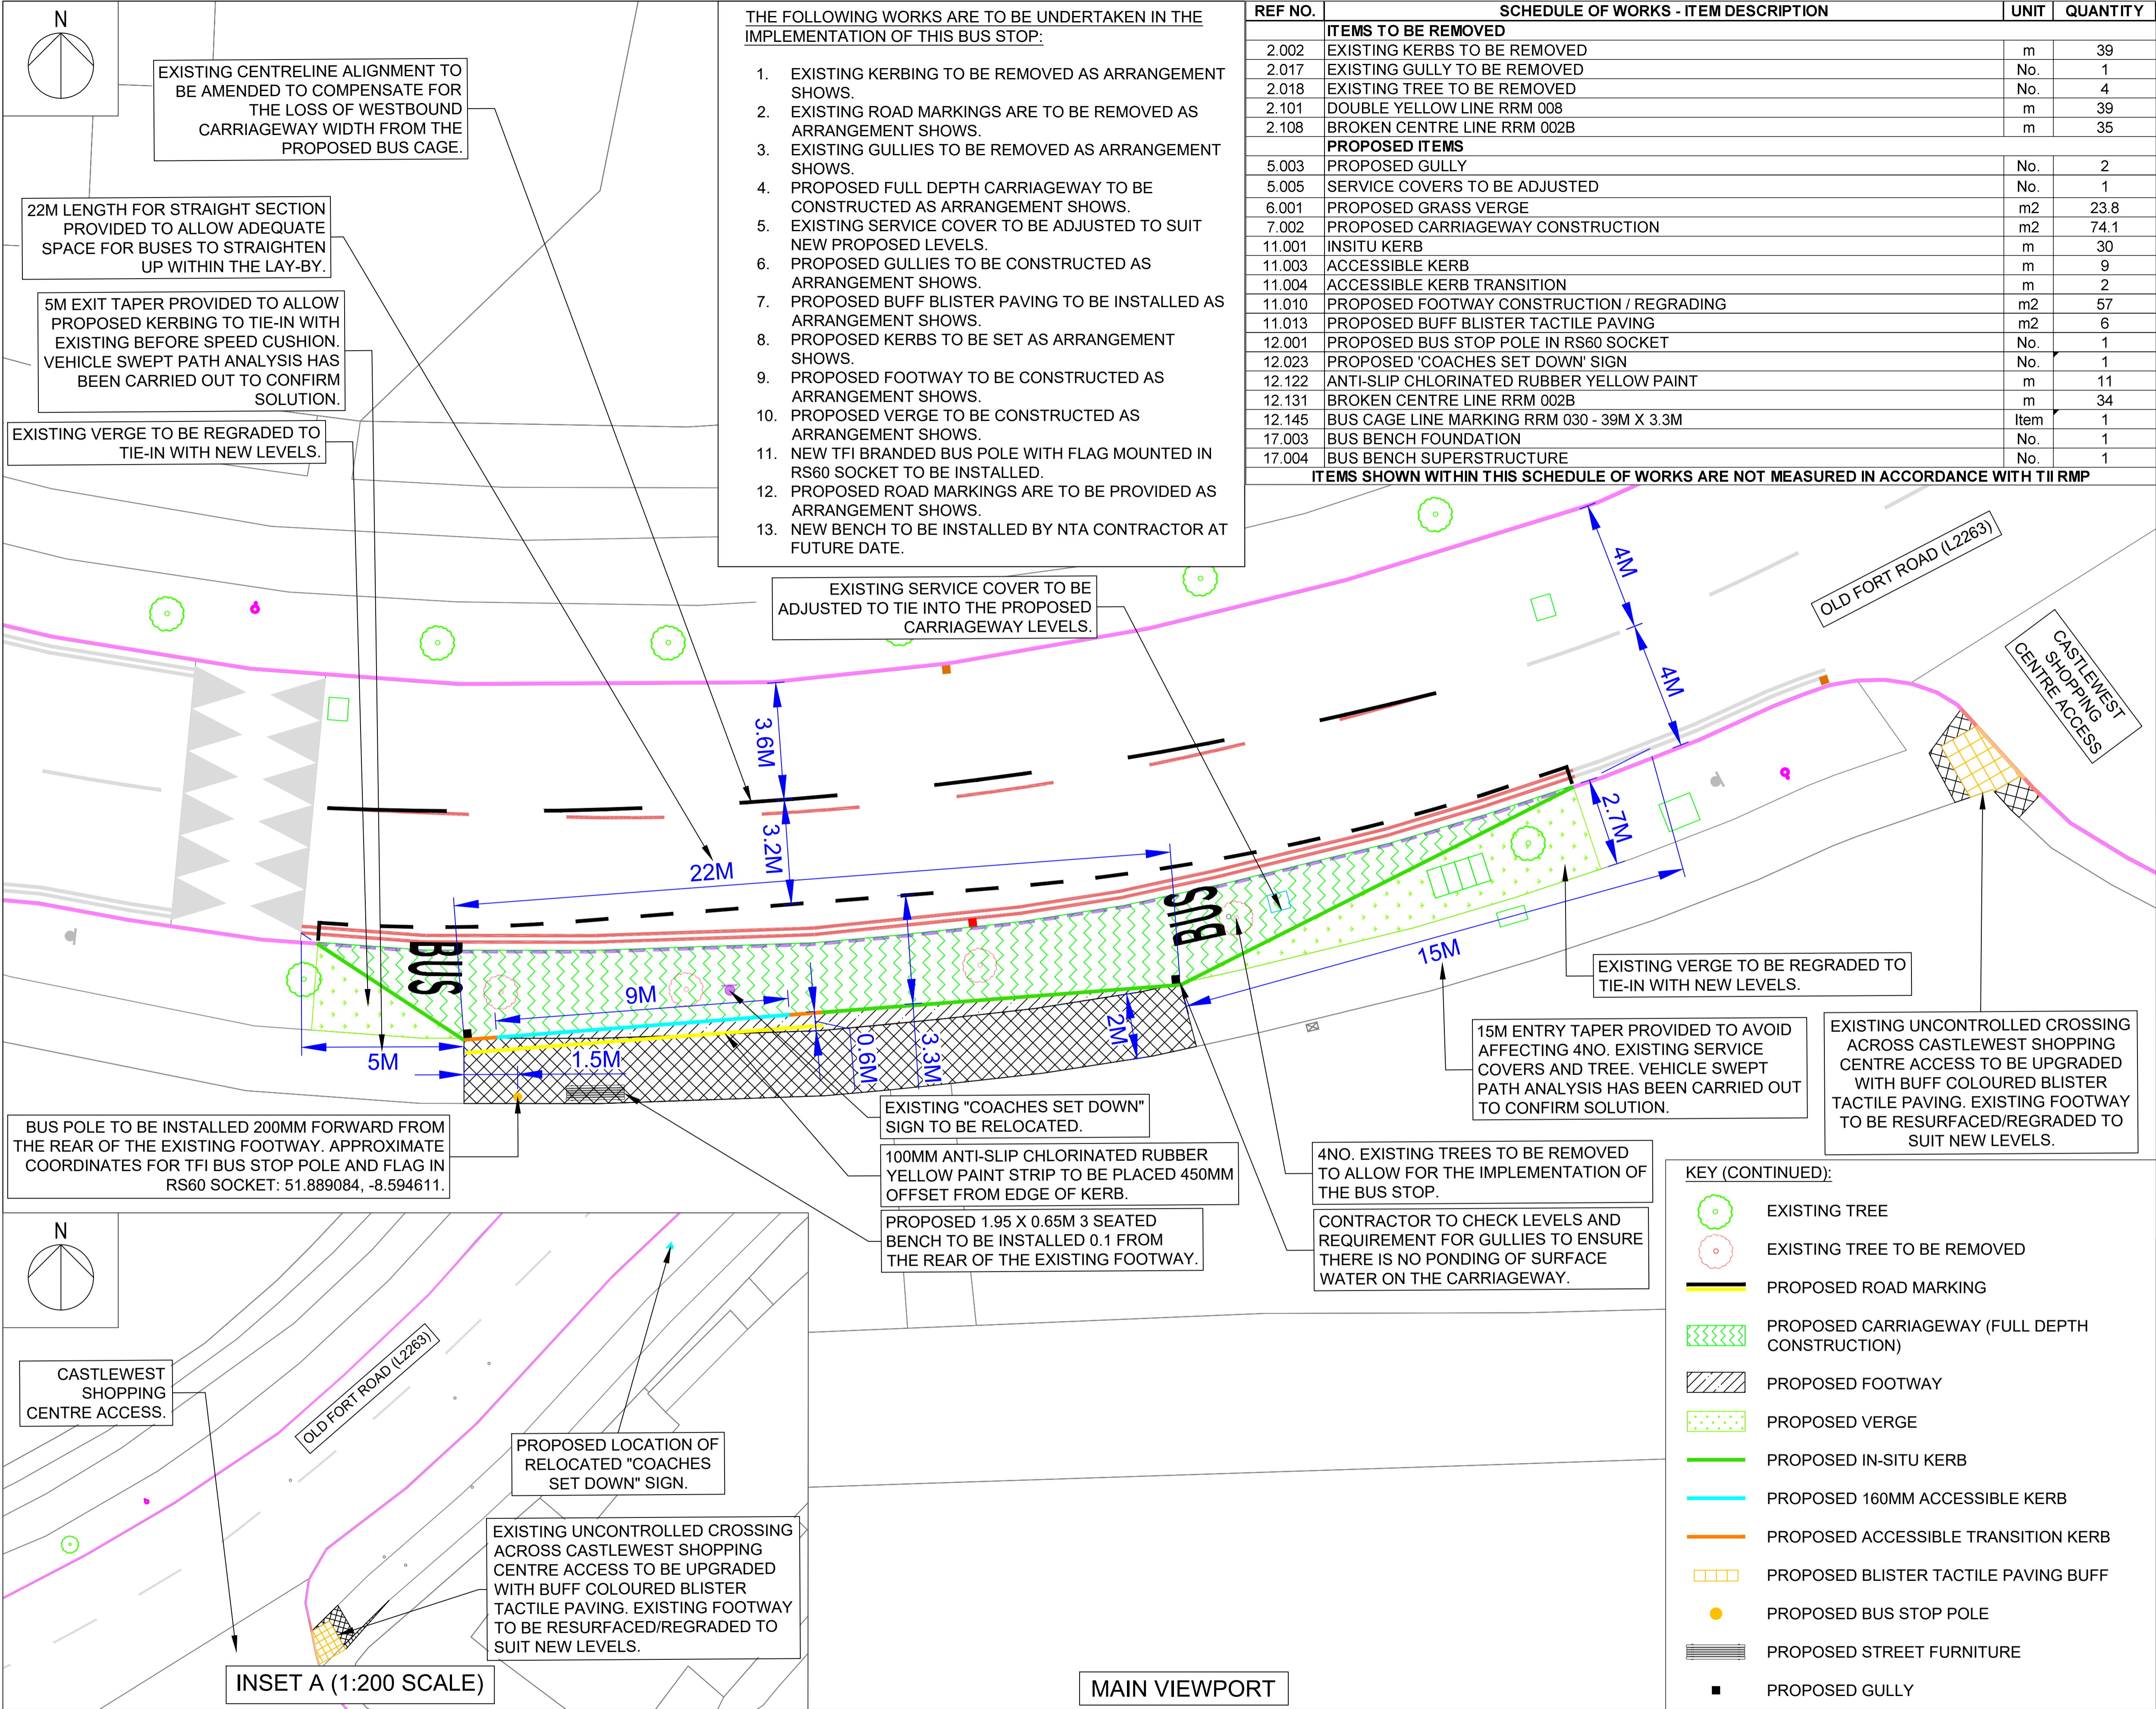 N
EXISTING CENTRELINE ALIGNMENT TO
BE AMENDED TO COMPENSATE FOR
THE LOSS OF WESTBOUND
CARRIAGEWAY WIDTH FROM THE
PROPOSED BUS CAGE.
22M LENGTH FOR STRAIGHT SECTION
PROVIDED TO ALLOW ADEQUATE
SPACE FOR BUSES TO STRAIGHTEN
UP WITHIN THE LAY-BY.
5M EXIT TAPER PROVIDED TO ALLOW
PROPOSED KERBING TO TIE-IN WITH
EXISTING BEFORE SPEED CUSHION.
VEHICLE SWEPT PATH ANALYSIS HAS
BEEN CARRIED OUT TO CONFIRM
SOLUTION.
EXISTING VERGE TO BE REGRADED TO
TIE-IN WITH NEW LEVELS.
THE FOLLOWING WORKS ARE TO BE UNDERTAKEN IN THE
IMPLEMENTATION OF THIS BUS STOP:
1. EXISTING KERBING TO BE REMOVED AS ARRANGEMENT
SHOWS.
2. EXISTING ROAD MARKINGS ARE TO BE REMOVED AS
ARRANGEMENT SHOWS.
3. EXISTING GULLIES TO BE REMOVED AS ARRANGEMENT
SHOWS.
4. PROPOSED FULL DEPTH CARRIAGEWAY TO BE
CONSTRUCTED AS ARRANGEMENT SHOWS.
5. EXISTING SERVICE COVER TO BE ADJUSTED TO SUIT
NEW PROPOSED LEVELS.
6. PROPOSED GULLIES TO BE CONSTRUCTED AS
ARRANGEMENT SHOWS.
7. PROPOSED BUFF BLISTER PAVING TO BE INSTALLED AS
ARRANGEMENT SHOWS.
8. PROPOSED KERBS TO BE SET AS ARRANGEMENT
SHOWS.
9. PROPOSED FOOTWAY TO BE CONSTRUCTED AS
ARRANGEMENT SHOWS.
10. PROPOSED VERGE TO BE CONSTRUCTED AS
ARRANGEMENT SHOWS.
11. NEW TFI BRANDED BUS POLE WITH FLAG MOUNTED IN
RS60 SOCKET TO BE INSTALLED.
12. PROPOSED ROAD MARKINGS ARE TO BE PROVIDED AS
ARRANGEMENT SHOWS.
13. NEW BENCH TO BE INSTALLED BY NTA CONTRACTOR AT
FUTURE DATE.
REF NO. SCHEDULE OF WORKS - ITEM DESCRIPTION UNIT QUANTITY
ITEMS TO BE REMOVED
2.002 EXISTING KERBS TO BE REMOVED m 39
2.017 EXISTING GULLY TO BE REMOVED No. 1
2.018 EXISTING TREE TO BE REMOVED No. 4
2.101 DOUBLE YELLOW LINE RRM 008 m 39
2.108 BROKEN CENTRE LINE RRM 002B m 35
PROPOSED ITEMS
5.003 PROPOSED GULLY No. 2
5.005 SERVICE COVERS TO BE ADJUSTED No. 1
6.001 PROPOSED GRASS VERGE m2 23.8
7.002 PROPOSED CARRIAGEWAY CONSTRUCTION m2 74.1
11.001 INSITU KERB m 30
11.003 ACCESSIBLE KERB m 9
11.004 ACCESSIBLE KERB TRANSITION m 2
11.010 PROPOSED FOOTWAY CONSTRUCTION / REGRADING m2 57
11.013 PROPOSED BUFF BLISTER TACTILE PAVING m2 6
12.001 PROPOSED BUS STOP POLE IN RS60 SOCKET No. 1
12.023 PROPOSED 'COACHES SET DOWN' SIGN No. 1
12.122 ANTI-SLIP CHLORINATED RUBBER YELLOW PAINT m 11
12.131 BROKEN CENTRE LINE RRM 002B m 34
12.145 BUS CAGE LINE MARKING RRM 030 - 39M X 3.3M Item 1
17.003 BUS BENCH FOUNDATION No. 1
17.004 BUS BENCH SUPERSTRUCTURE No. 1
ITEMS SHOWN WITHIN THIS SCHEDULE OF WORKS ARE NOT MEASURED IN ACCORDANCE WITH TII RMP
EXISTING SERVICE COVER TO BE
ADJUSTED TO TIE INTO THE PROPOSED
CARRIAGEWAY LEVELS.
4M
4M
OLD FORT ROAD (L2263)
CASTLEWEST
SHOPPING
CENTRE ACCESS
3.6M
3.2M
22M
2.7M
BUS
BUS
9M
15M
5M
1.5M
0.6M
3.3M
2M
EXISTING VERGE TO BE REGRADED TO
TIE-IN WITH NEW LEVELS.
15M ENTRY TAPER PROVIDED TO AVOID
AFFECTING 4NO. EXISTING SERVICE
COVERS AND TREE. VEHICLE SWEPT
PATH ANALYSIS HAS BEEN CARRIED OUT
TO CONFIRM SOLUTION.
EXISTING UNCONTROLLED CROSSING
ACROSS CASTLEWEST SHOPPING
CENTRE ACCESS TO BE UPGRADED
WITH BUFF COLOURED BLISTER
TACTILE PAVING. EXISTING FOOTWAY
TO BE RESURFACED/REGRADED TO
SUIT NEW LEVELS.
BUS POLE TO BE INSTALLED 200MM FORWARD FROM
THE REAR OF THE EXISTING FOOTWAY. APPROXIMATE
COORDINATES FOR TFI BUS STOP POLE AND FLAG IN
RS60 SOCKET: 51.889084, -8.594611.
EXISTING "COACHES SET DOWN"
SIGN TO BE RELOCATED.
100MM ANTI-SLIP CHLORINATED RUBBER
YELLOW PAINT STRIP TO BE PLACED 450MM
OFFSET FROM EDGE OF KERB.
PROPOSED 1.95 X 0.65M 3 SEATED
BENCH TO BE INSTALLED 0.1 FROM
THE REAR OF THE EXISTING FOOTWAY.
4NO. EXISTING TREES TO BE REMOVED
TO ALLOW FOR THE IMPLEMENTATION OF
THE BUS STOP.
CONTRACTOR TO CHECK LEVELS AND
REQUIREMENT FOR GULLIES TO ENSURE
THERE IS NO PONDING OF SURFACE
WATER ON THE CARRIAGEWAY.
KEY (CONTINUED):
EXISTING TREE
EXISTING TREE TO BE REMOVED
PROPOSED ROAD MARKING
PROPOSED CARRIAGEWAY (FULL DEPTH
CONSTRUCTION)
PROPOSED FOOTWAY
PROPOSED VERGE
PROPOSED IN-SITU KERB
PROPOSED 160MM ACCESSIBLE KERB
PROPOSED ACCESSIBLE TRANSITION KERB
PROPOSED BLISTER TACTILE PAVING BUFF
PROPOSED BUS STOP POLE
PROPOSED STREET FURNITURE
PROPOSED GULLY
N
CASTLEWEST
SHOPPING
CENTRE ACCESS.
OLD FORT ROAD (L2263)
PROPOSED LOCATION OF
RELOCATED "COACHES
SET DOWN" SIGN.
EXISTING UNCONTROLLED CROSSING
ACROSS CASTLEWEST SHOPPING
CENTRE ACCESS TO BE UPGRADED
WITH BUFF COLOURED BLISTER
TACTILE PAVING. EXISTING FOOTWAY
TO BE RESURFACED/REGRADED TO
SUIT NEW LEVELS.
INSET A (1:200 SCALE)
MAIN VIEWPORT